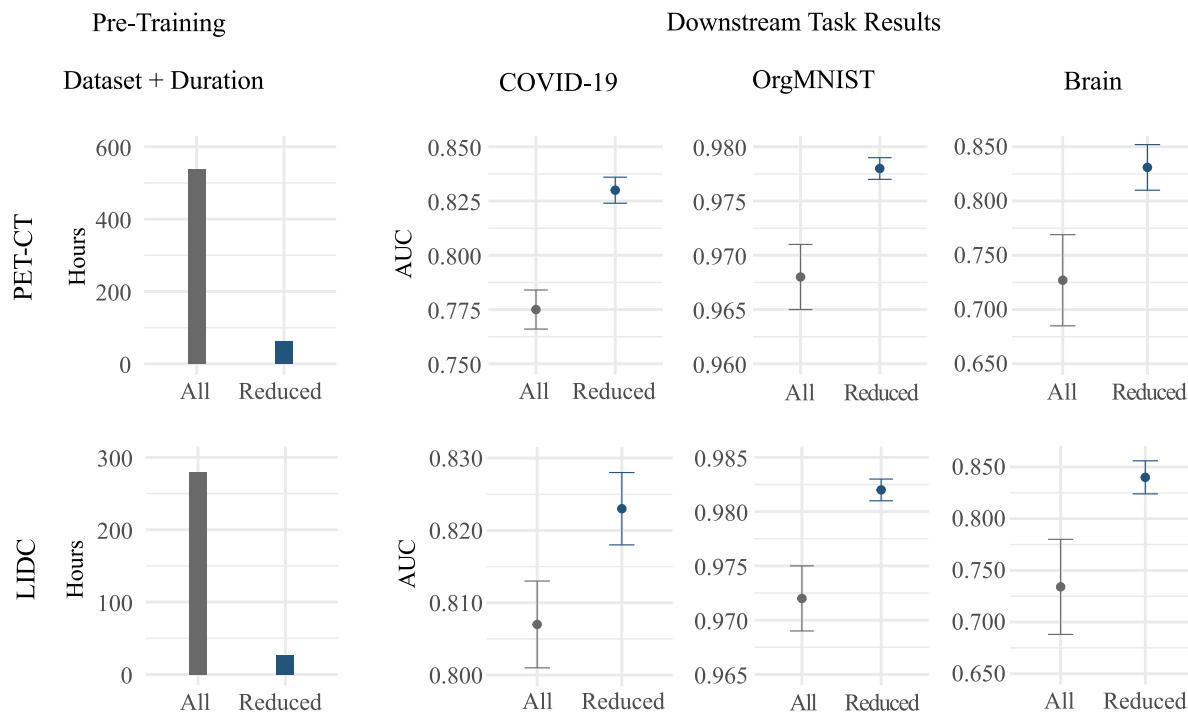 Pre-Training
Downstream Task Results
Dataset + Duration
COVID-19
OrgMNIST
Brain
PET-CT
Hours
600
400
200
0
All
Reduced
AUC
0.850
0.825
0.800
0.775
0.750
All
Reduced
0.980
0.975
0.970
0.965
0.960
All
Reduced
0.850
0.800
0.750
0.700
0.650
All
Reduced
LIDC
Hours
300
200
100
0
All
Reduced
AUC
0.830
0.820
0.810
0.800
All
Reduced
0.985
0.980
0.975
0.970
0.965
All
Reduced
0.850
0.800
0.750
0.700
0.650
All
Reduced